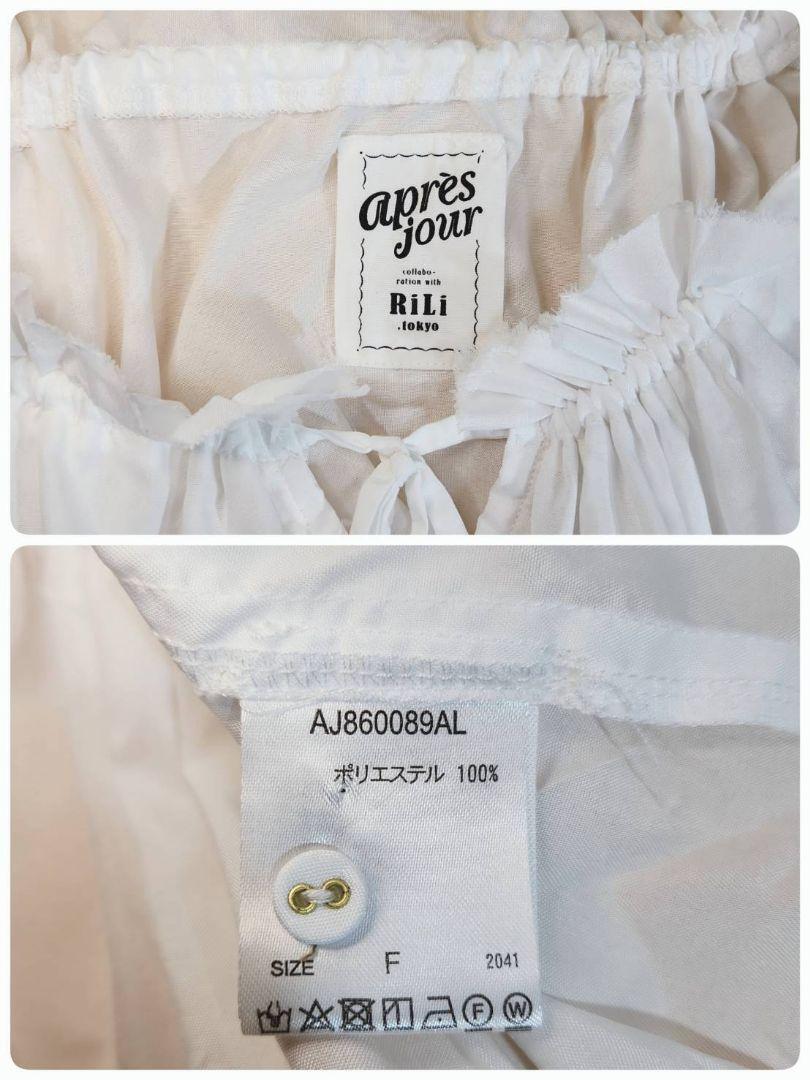 après
jour
collabo-
ration with
RiLi
.tokyo
AJ860089AL
ポリエステル 100%
SIZE F 2041
F W